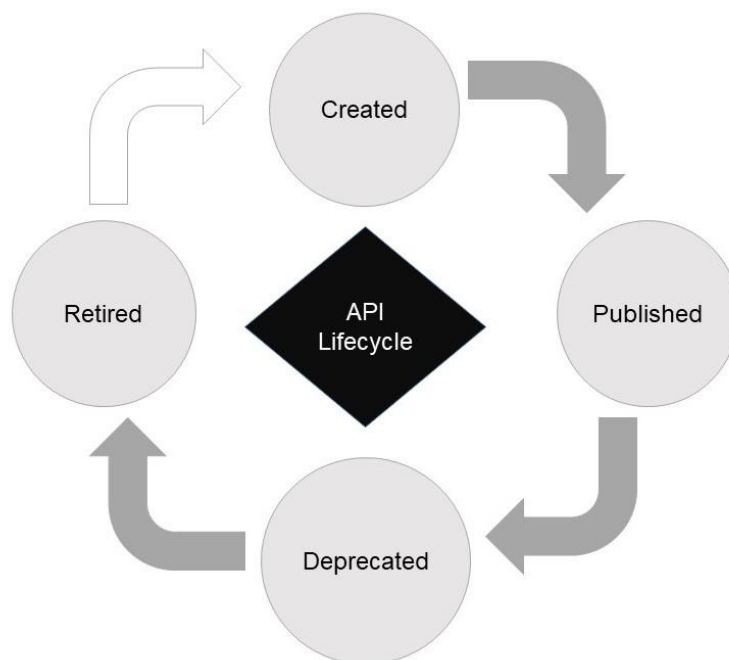 Created
Retired
API
Lifecycle
Published
Deprecated